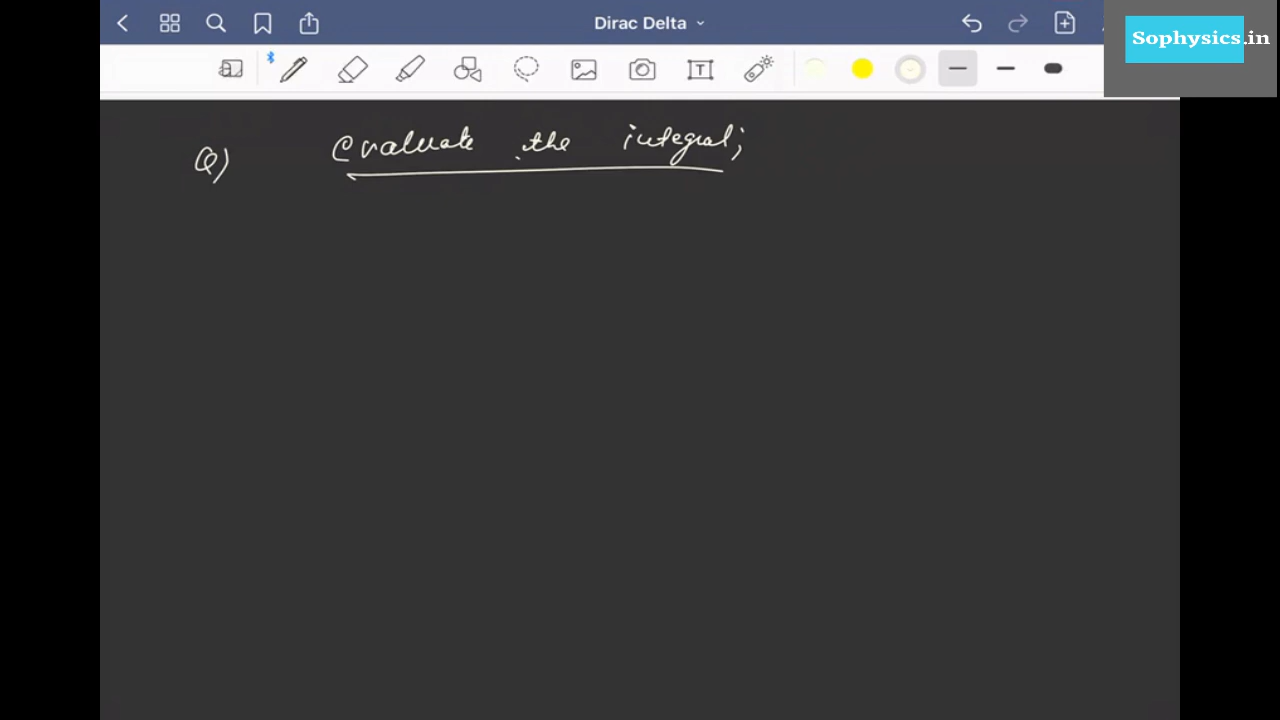 Dirac Delta
Sophysics.in
Q) Evaluate the integral;